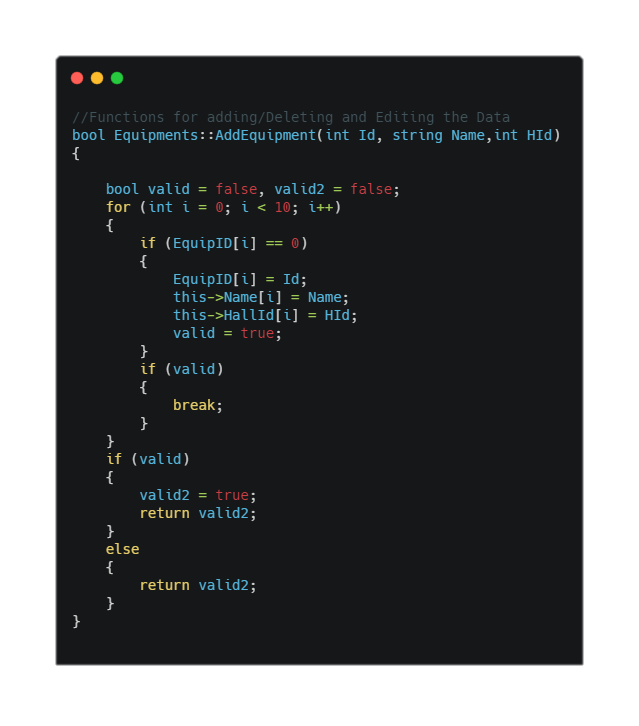 //Functions for adding/Deleting and Editing the Data
bool Equipments::AddEquipment(int Id, string Name,int HId)
{

    bool valid = false, valid2 = false;
    for (int i = 0; i < 10; i++)
    {
        if (EquipID[i] == 0)
        {
            EquipID[i] = Id;
            this->Name[i] = Name;
            this->HallId[i] = HId;
            valid = true;
        }
        if (valid)
        {
            break;
        }
    }
    if (valid)
    {
        valid2 = true;
        return valid2;
    }
    else
    {
        return valid2;
    }
}